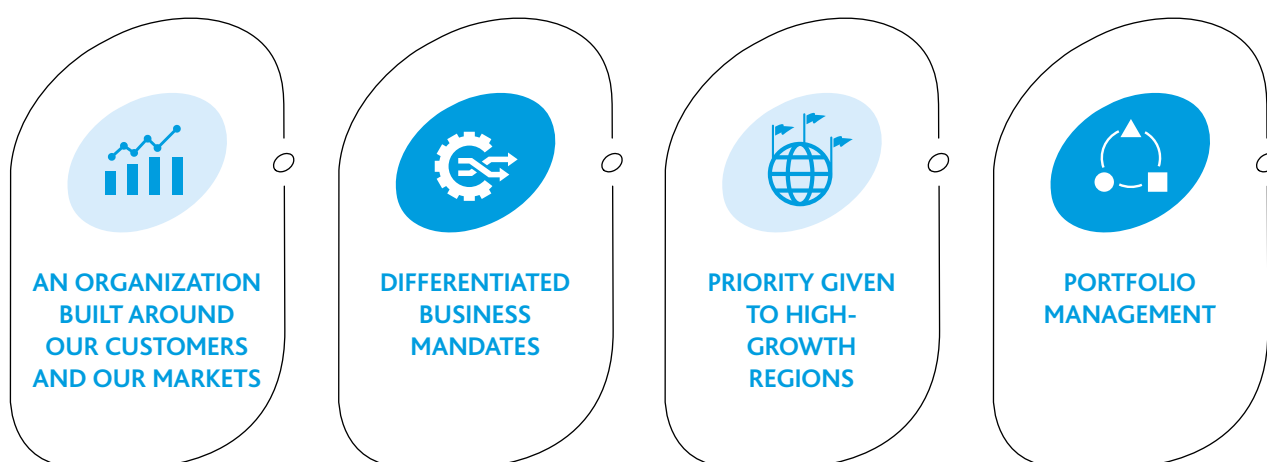 AN ORGANIZATION
BUILT AROUND
OUR CUSTOMERS
AND OUR MARKETS
DIFFERENTIATED
BUSINESS
MANDATES
PRIORITY GIVEN
TO HIGH-
GROWTH
REGIONS
PORTFOLIO
MANAGEMENT